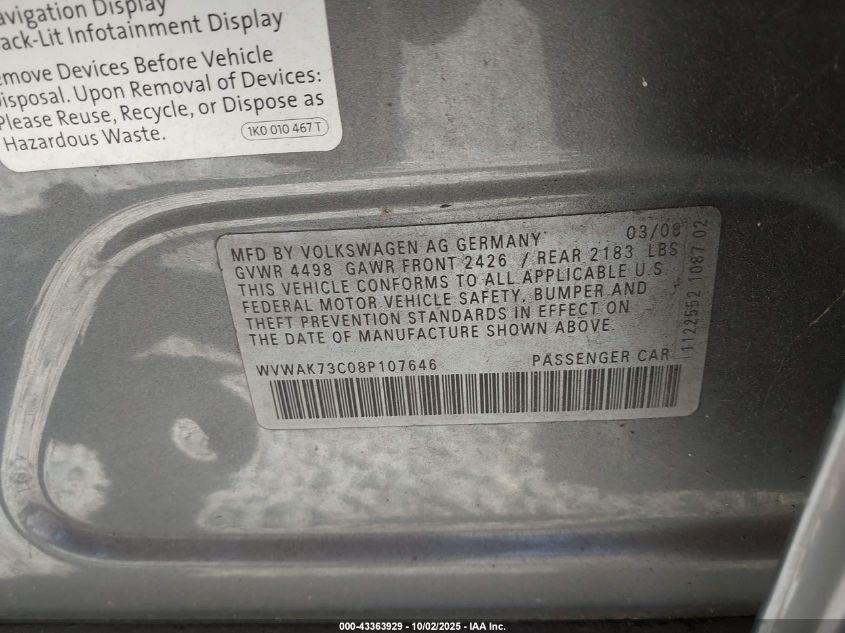 avigation Display
ack-Lit Infotainment Display
emove Devices Before Vehicle
isposal. Upon Removal of Devices:
Please Reuse, Recycle, or Dispose as
Hazardous Waste.
1K0 010 467 T
MFD BY VOLKSWAGEN AG GERMANY 03/08
GVWR 4498 GAWR FRONT 2426 / REAR 2183 LBS
THIS VEHICLE CONFORMS TO ALL APPLICABLE U.S.
FEDERAL MOTOR VEHICLE SAFETY, BUMPER AND
THEFT PREVENTION STANDARDS IN EFFECT ON
THE DATE OF MANUFACTURE SHOWN ABOVE.
WVWAK73C08P107646 PASSENGER CAR
1122552 1087 02
000-43363929 - 10/02/2025 - IAA Inc.